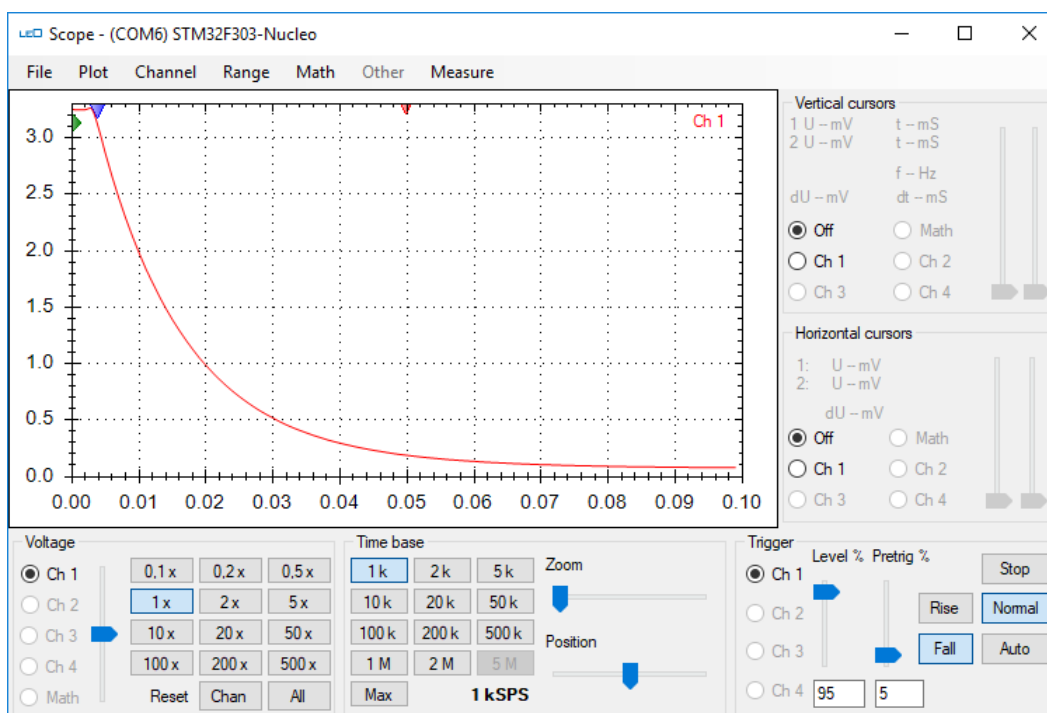 LEO Scope - (COM6) STM32F303-Nucleo
File Plot Channel Range Math Other Measure
Ch 1
3.0
2.5
2.0
1.5
1.0
0.5
0.0
0.00 0.01 0.02 0.03 0.04 0.05 0.06 0.07 0.08 0.09 0.10
Vertical cursors
1 U -- mV t -- mS
2 U -- mV t -- mS
f -- Hz
dU -- mV dt -- mS
Off Math
Ch 1 Ch 2
Ch 3 Ch 4
Horizontal cursors
1: U -- mV
2: U -- mV
dU -- mV
Off Math
Ch 1 Ch 2
Ch 3 Ch 4
Voltage
Ch 1 0,1 x 0,2 x 0,5 x
Ch 2 1 x 2 x 5 x
Ch 3 10 x 20 x 50 x
Ch 4 100 x 200 x 500 x
Math Reset Chan All
Time base
1 k 2 k 5 k Zoom
10 k 20 k 50 k
100 k 200 k 500 k Position
1 M 2 M 5 M
Max 1 kSPS
Trigger
Level % Pretrig %
Ch 1 Stop
Ch 2 Rise Normal
Ch 3 Fall Auto
Ch 4 95 5